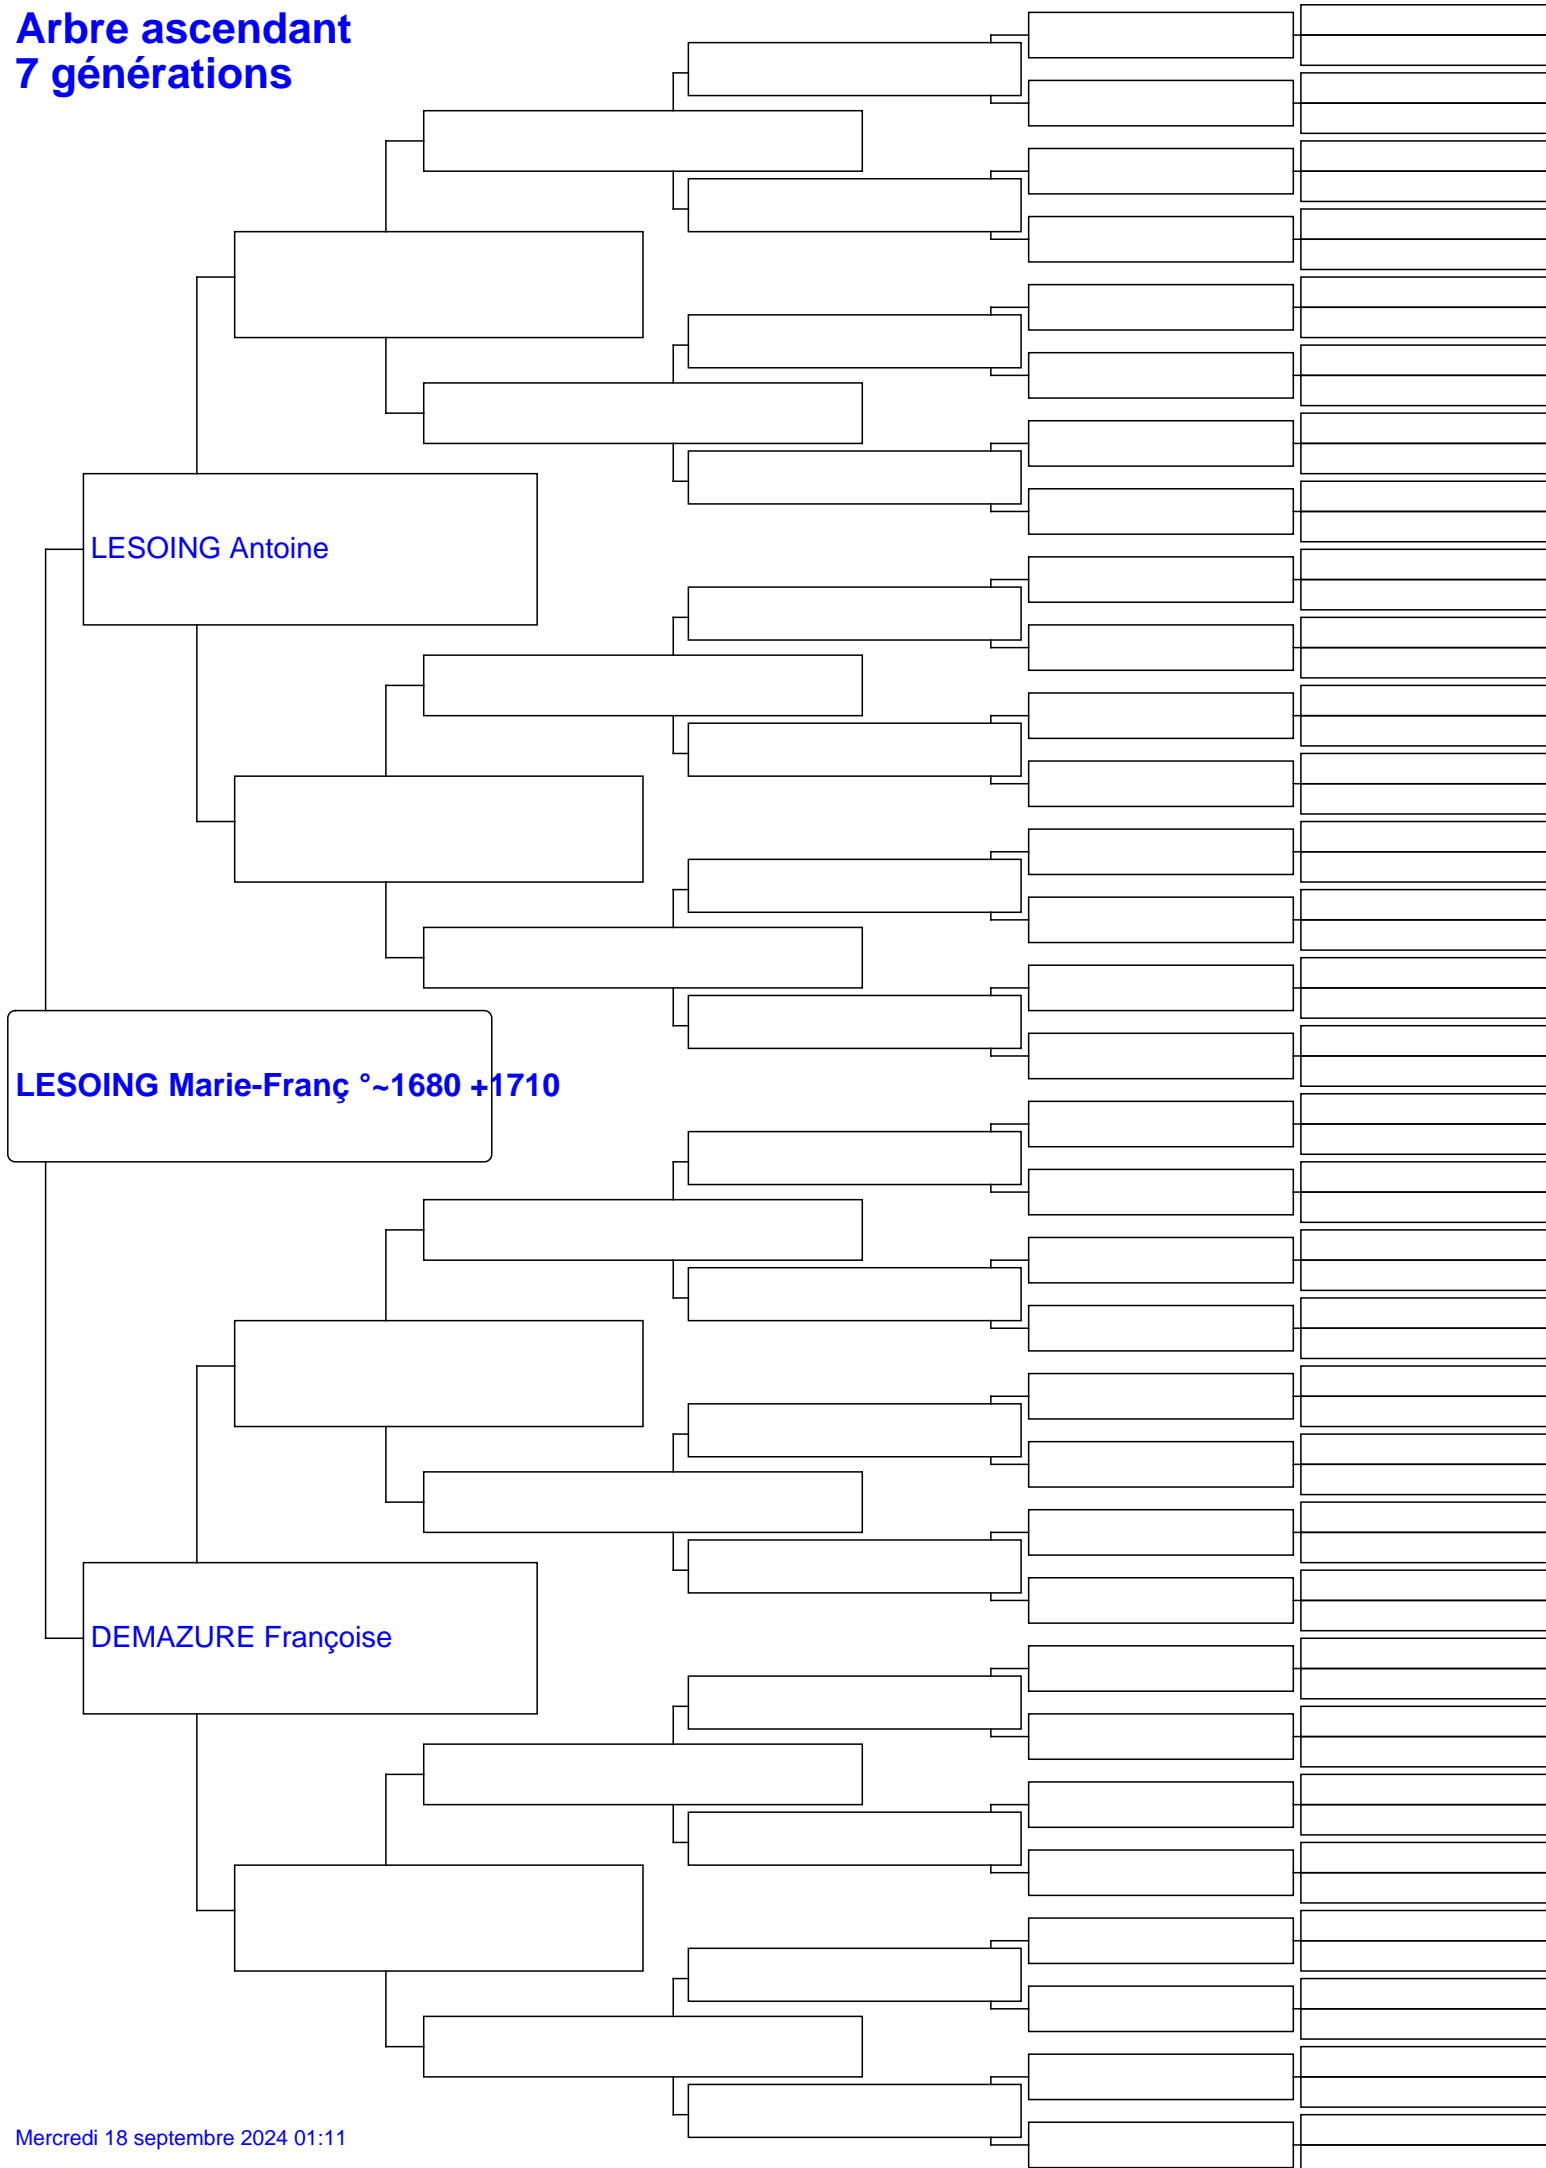 Arbre ascendant
7 générations
LESOING Antoine
LESOING Marie-Franç °~1680 +1710
DEMAZURE Françoise
Mercredi 18 septembre 2024 01:11